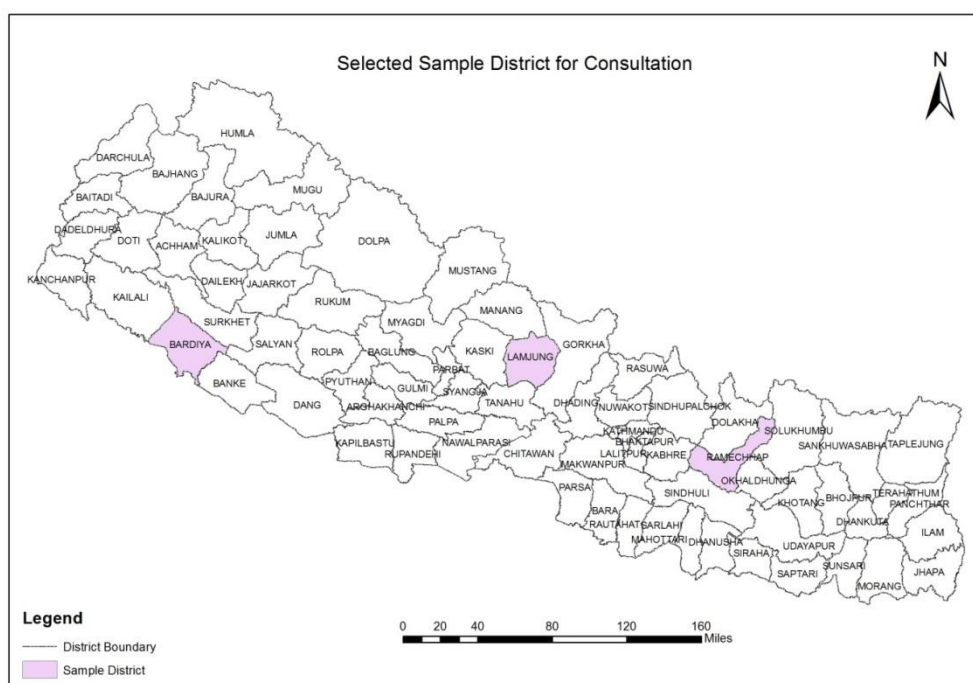 Selected Sample District for Consultation
N
HUMLA
DARCHULA
BAJHANG
BAITADI
BAJURA
MUGU
DADELDHURA
DOTI
ACHHAM
KALIKOT
JUMLA
DOLPA
KANCHANPUR
KAILALI
DAILEKH
JAJARKOT
MUSTANG
RUKUM
MANANG
SURKHET
MYAGDI
BARDIYA
SALYAN
ROLPA
BAGLUNG
KASKI
LAMJUNG
GORKHA
RASUWA
PARBAT
BANKE
PYUTHAN
GULMI
SYANGJA
DANG
ARGHAKHANCHI
TANAHU
DHADING
NUWAKOT
SINDHUPALCHOK
PALPA
DOLAKHA
SOLUKHUMBU
SANKHUWASABHA
TAPLEJUNG
KATHMANDU
BHAKTAPUR
KAPILBASTU
RUPANDEHI
NAWALPARASI
CHITAWAN
LALITPUR
KABHRE
RAMECHHAP
MAKWANPUR
OKHALDHUNGA
PARSA
SINDHULI
KHOTANG
BHOJPUR
TERAHATHUM
PANCHTHAR
BARA
DHANKUTA
RAUTAHAT
SARLAHI
MAHOTTARI
DHANUSHA
SIRAHA
UDAYAPUR
ILAM
SAPTARI
SUNSARI
MORANG
JHAPA
Legend
District Boundary
Sample District
0 20 40 80 120 160
Miles